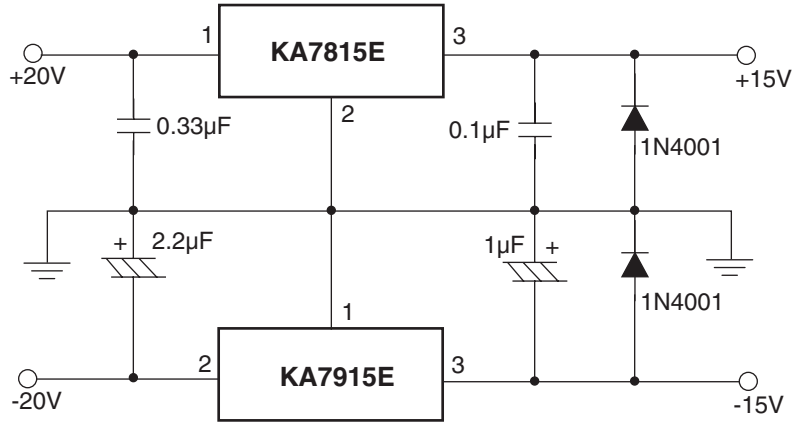 1
KA7815E
3
+20V
+15V
2
0.33µF
0.1µF
1N4001
+
2.2µF
1µF
+
1N4001
1
2
KA7915E
3
-20V
-15V